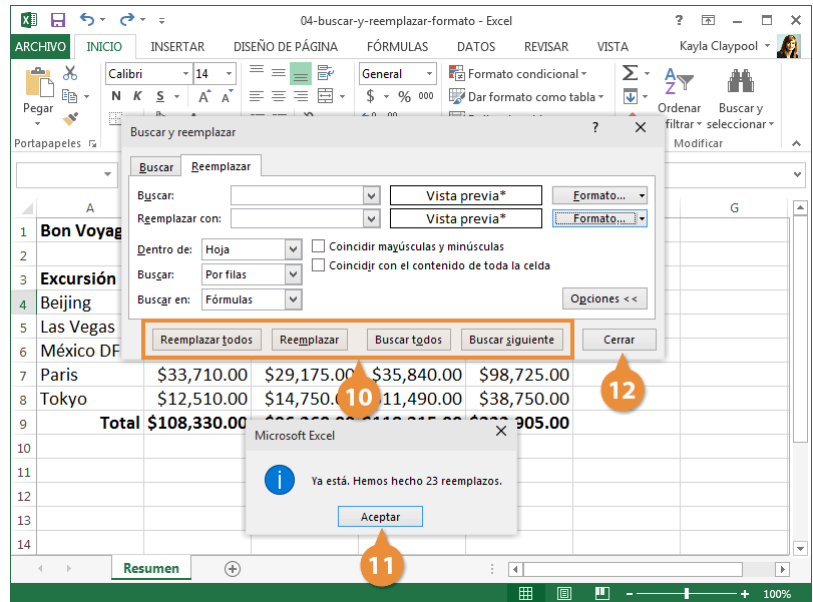 04-buscar-y-reemplazar-formato - Excel
?
ARCHIVO INICIO INSERTAR DISEÑO DE PÁGINA FÓRMULAS DATOS REVISAR VISTA Kayla Claypool
Calibri 14 General Formato condicional
Pegar N K S A A $ % 000 Dar formato como tabla Ordenar y filtrar Buscar y seleccionar
Portapapeles Modificar
Buscar y reemplazar ?
Buscar Reemplazar
Buscar: Vista previa* Formato...
Reemplazar con: Vista previa* Formato...
Dentro de: Hoja Coincidir mayúsculas y minúsculas
Buscar: Por filas Coincidir con el contenido de toda la celda
Buscar en: Fórmulas Opciones <<
Reemplazar todos Reemplazar Buscar todos Buscar siguiente Cerrar
10
12
A G
1 Bon Voyag
2
3 Excursión
4 Beijing
5 Las Vegas
6 México DF
7 Paris $33,710.00 $29,175.00 $35,840.00 $98,725.00
8 Tokyo $12,510.00 $14,750. 11,490.00 $38,750.00
9 Total $108,330.00 905.00
10
11
12
13
14
Microsoft Excel
Ya está. Hemos hecho 23 reemplazos.
Aceptar
11
Resumen
100%